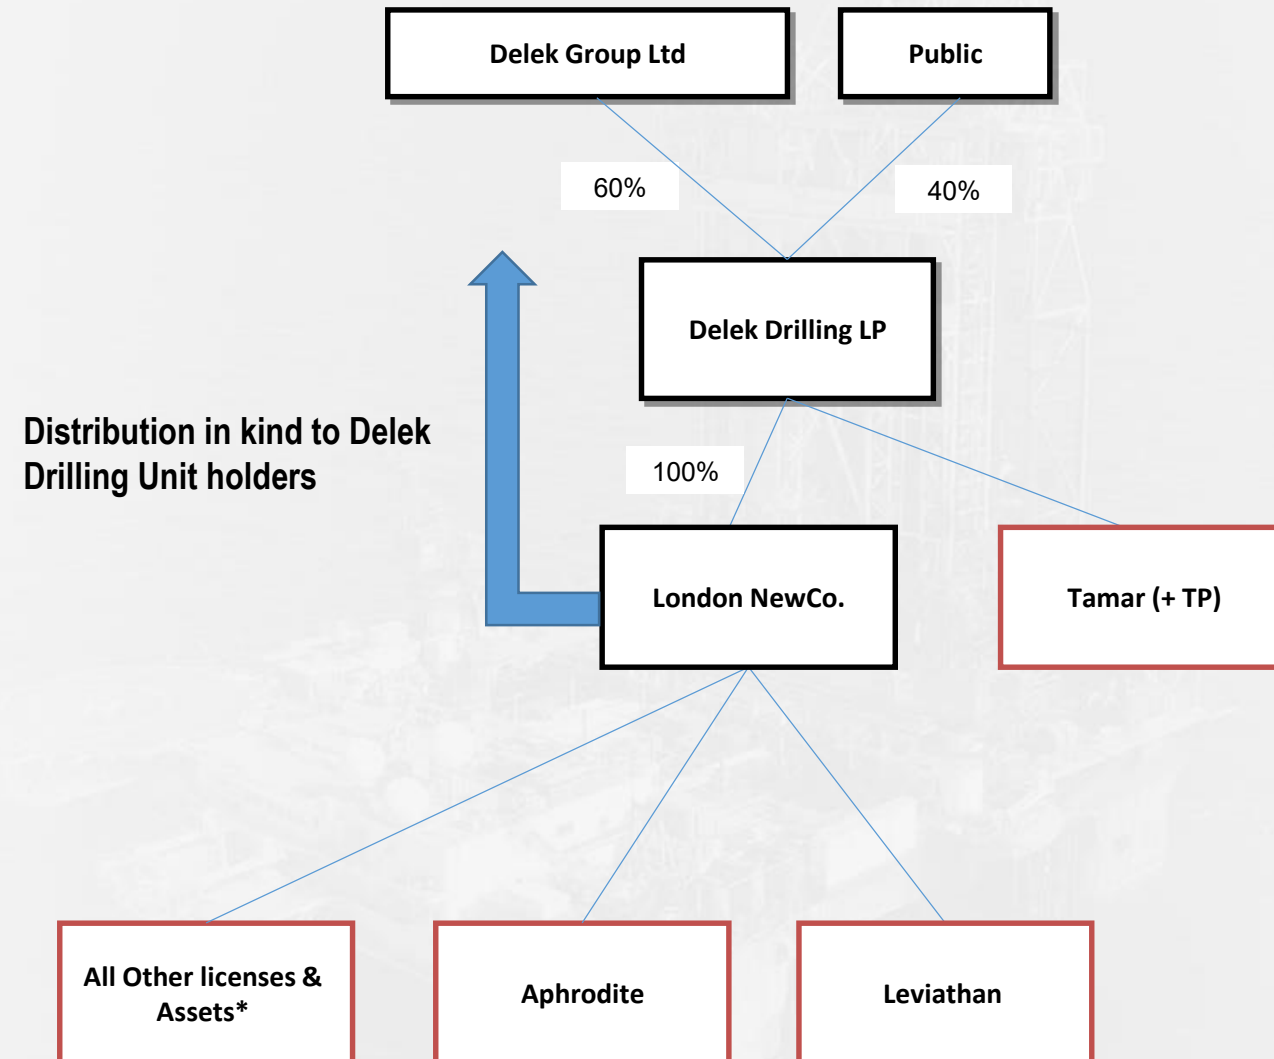 Delek Group Ltd
Public
60%
40%
Delek Drilling LP
Distribution in kind to Delek
Drilling Unit holders
100%
London NewCo.
Tamar (+ TP)
All Other licenses &
Assets*
Aphrodite
Leviathan